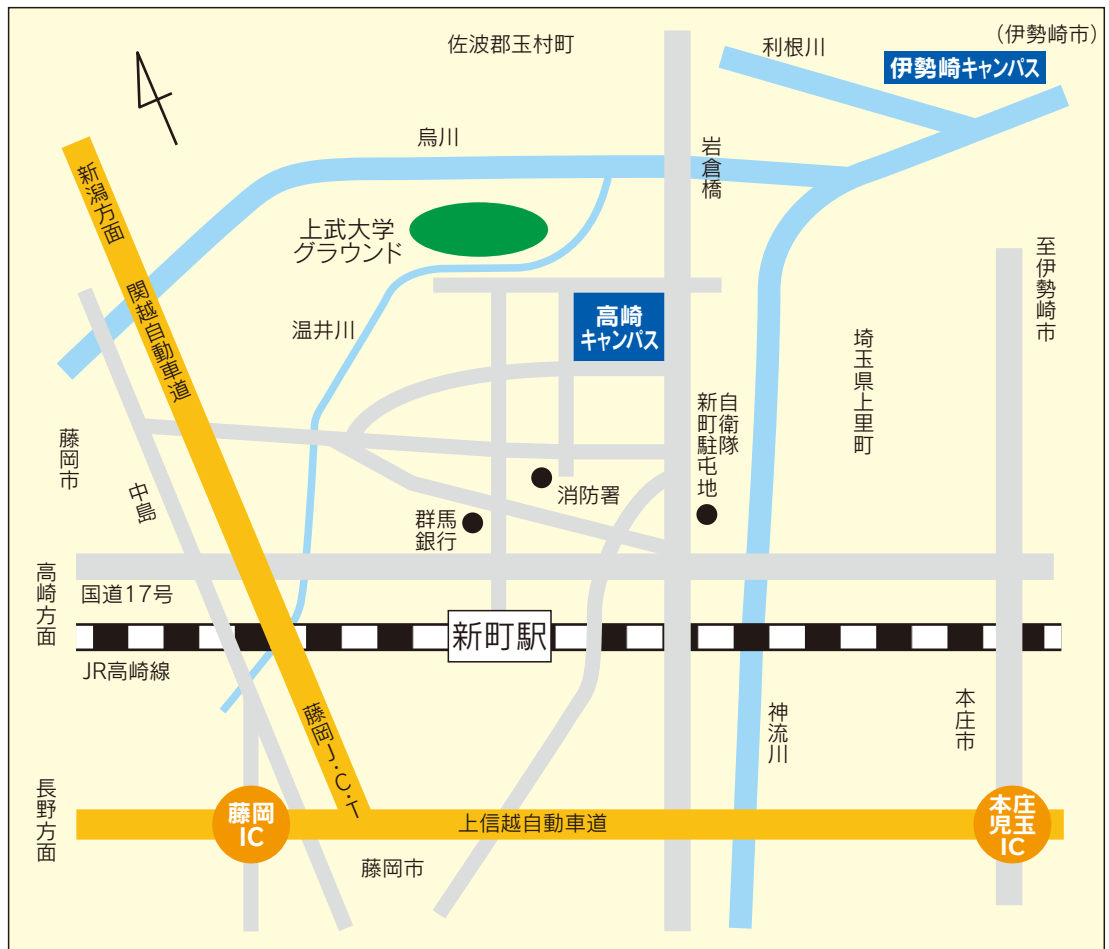 佐波郡玉村町
利根川
(伊勢崎市)
伊勢崎キャンパス
烏川
岩倉橋
新潟方面
上武大学
グラウンド
至伊勢崎市
関越自動車道
温井川
高崎
キャンパス
埼玉県上里町
自衛隊
新町駐屯地
藤岡市
中島
消防署
群馬
銀行
高崎方面
国道17号
新町駅
JR高崎線
藤岡J・C・T
神流川
本庄市
長野方面
藤岡
IC
上信越自動車道
本庄
児玉
IC
藤岡市